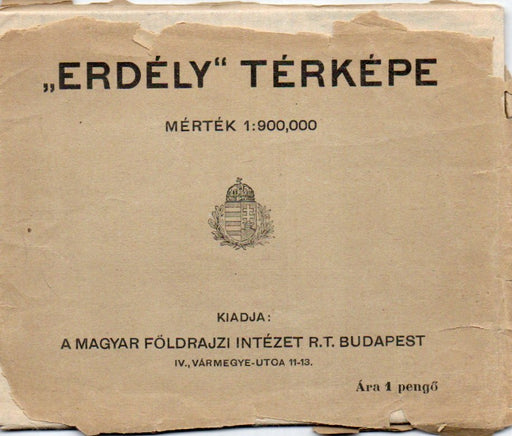 „ERDÉLY“ TÉRKÉPE
MÉRTÉK 1:900,000
KIADJA:
A MAGYAR FÖLDRAJZI INTÉZET R.T. BUDAPEST
IV., VÁRMEGYE-UTCA 11-13.
Ára 1 pengő